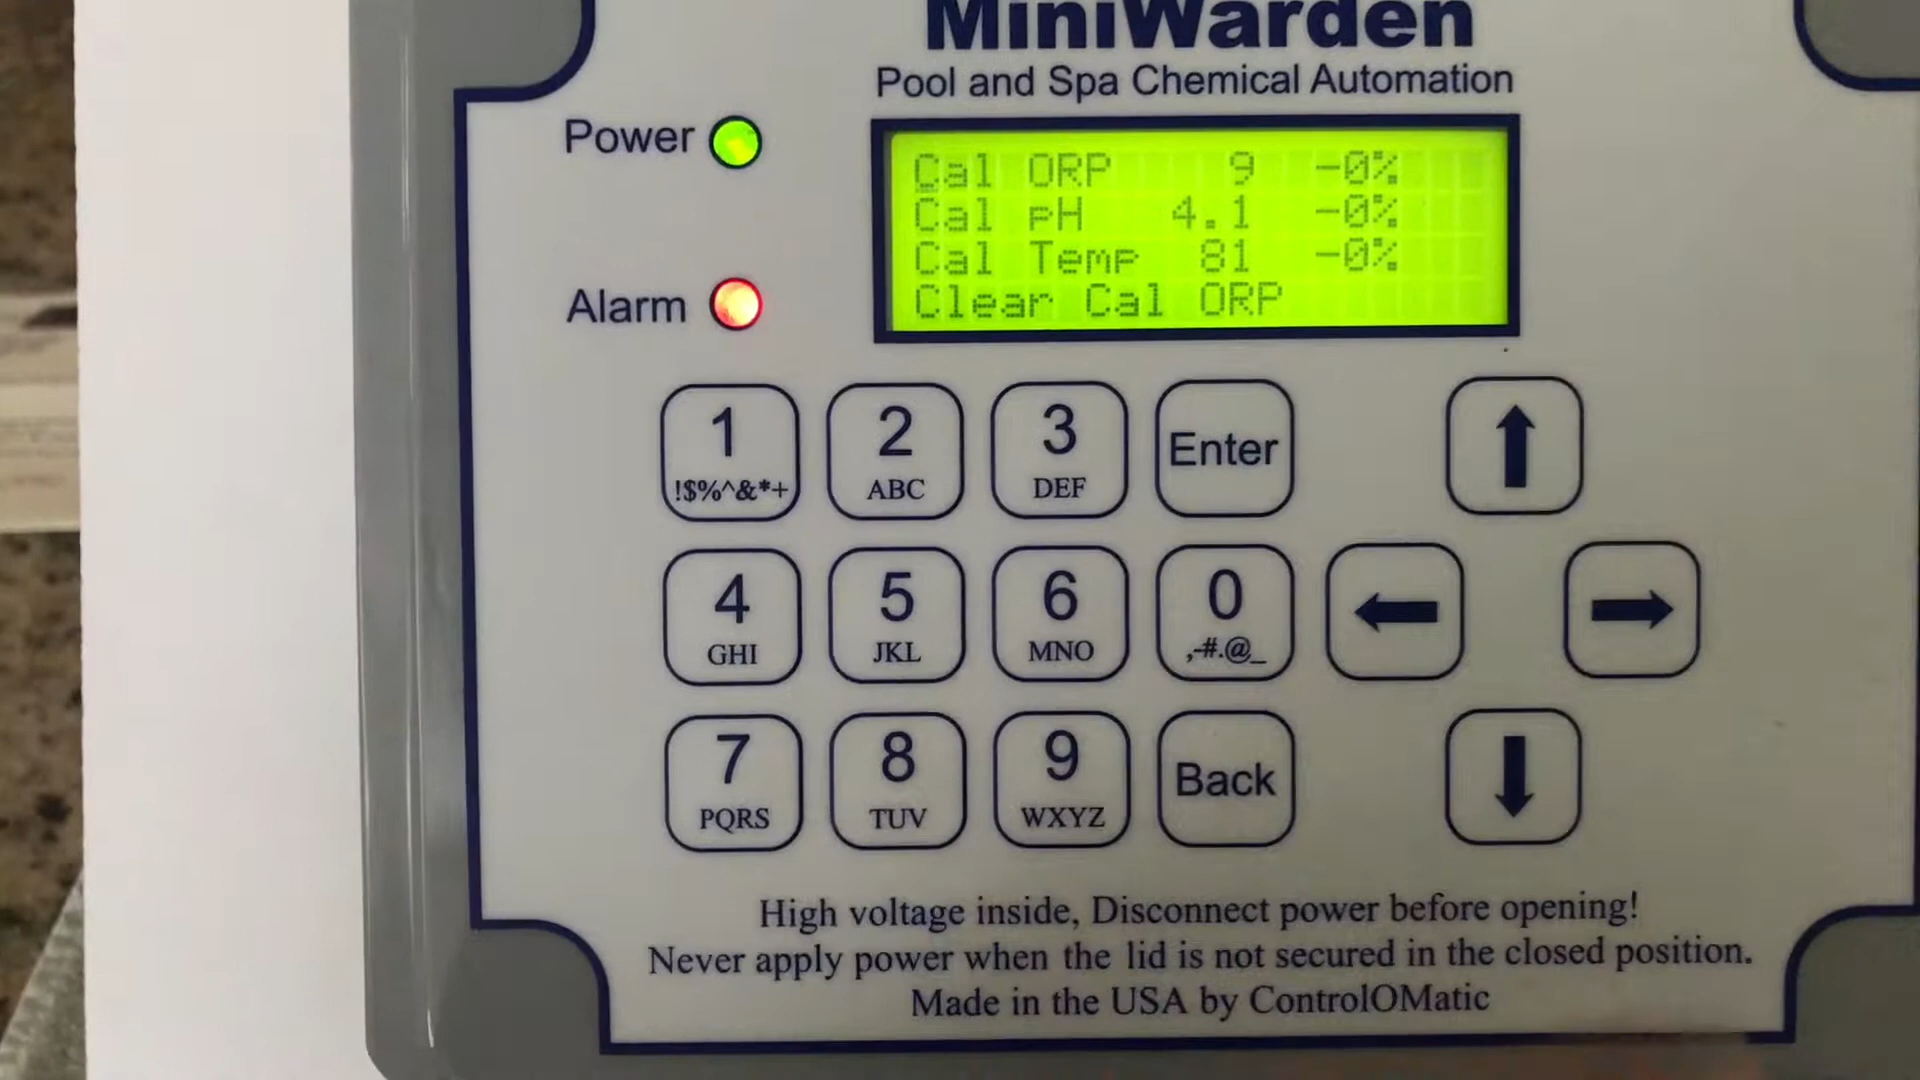 MiniWarden
Pool and Spa Chemical Automation
Power
Cal ORP 9 -0%
Cal pH 4.1 -0%
Cal Temp 81 -0%
Clear Cal ORP
Alarm
1 2 3 Enter
!$%^&*+ ABC DEF
4 5 6 0
GHI JKL MNO ,-#.@_
7 8 9 Back
PQRS TUV WXYZ
High voltage inside, Disconnect power before opening!
Never apply power when the lid is not secured in the closed position.
Made in the USA by ControlOMatic